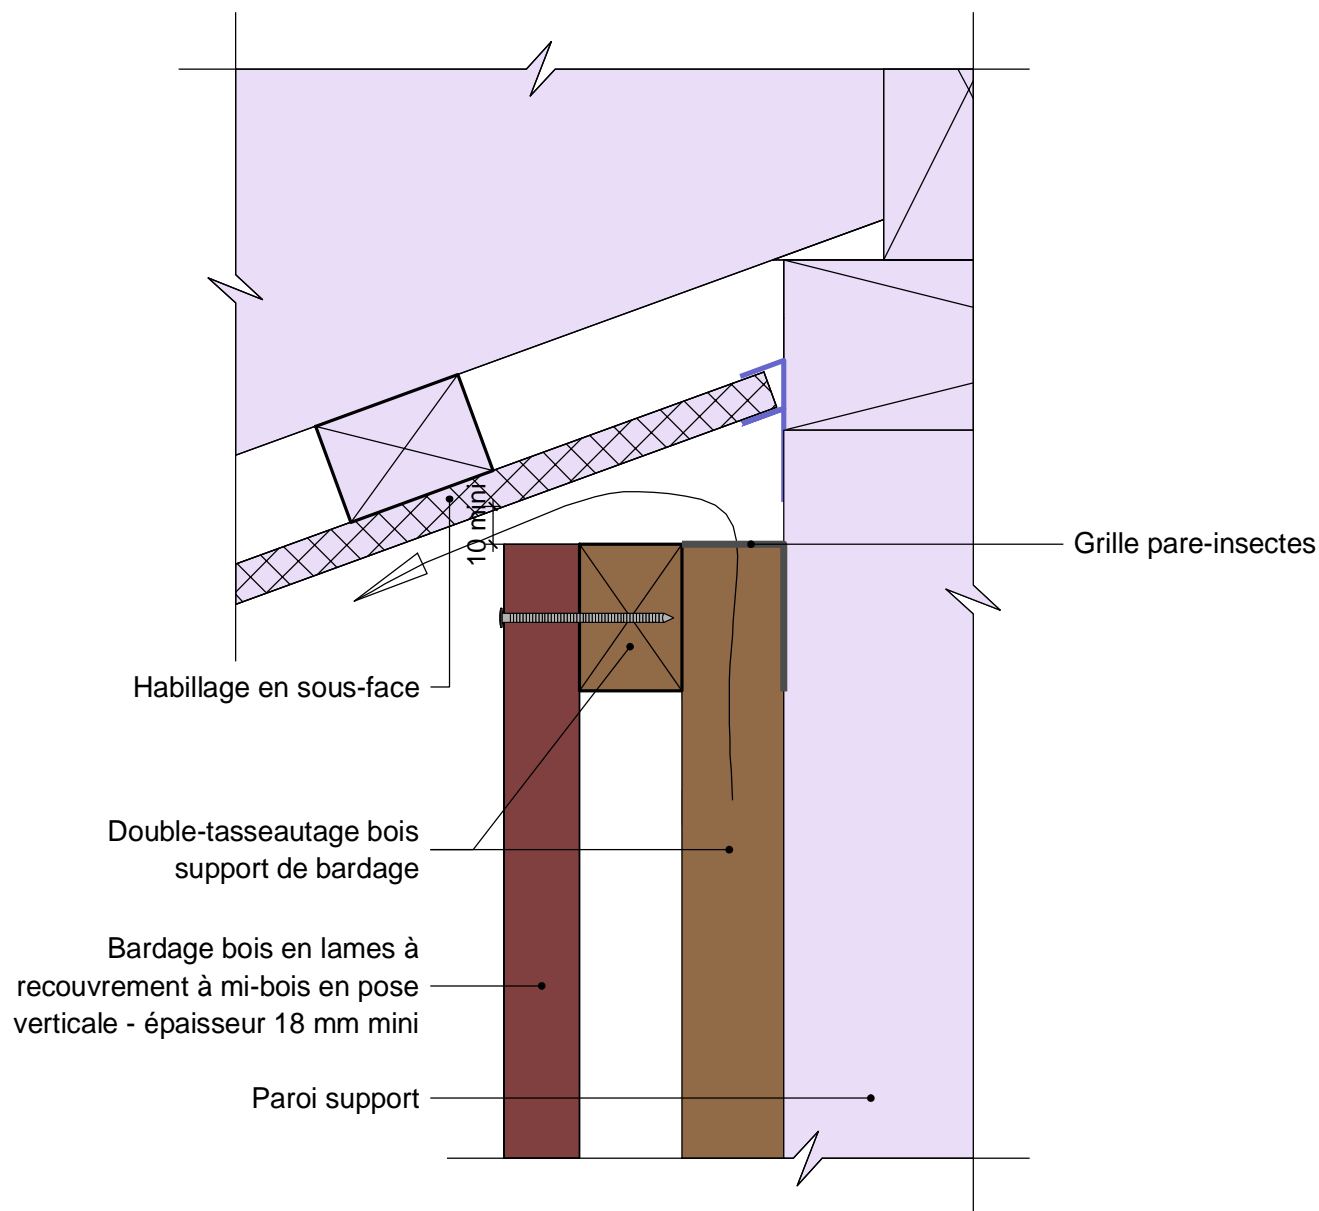 10 mini
Grille pare-insectes
Habillage en sous-face
Double-tasseautage bois
support de bardage
Bardage bois en lames à
recouvrement à mi-bois en pose
verticale - épaisseur 18 mm mini
Paroi support